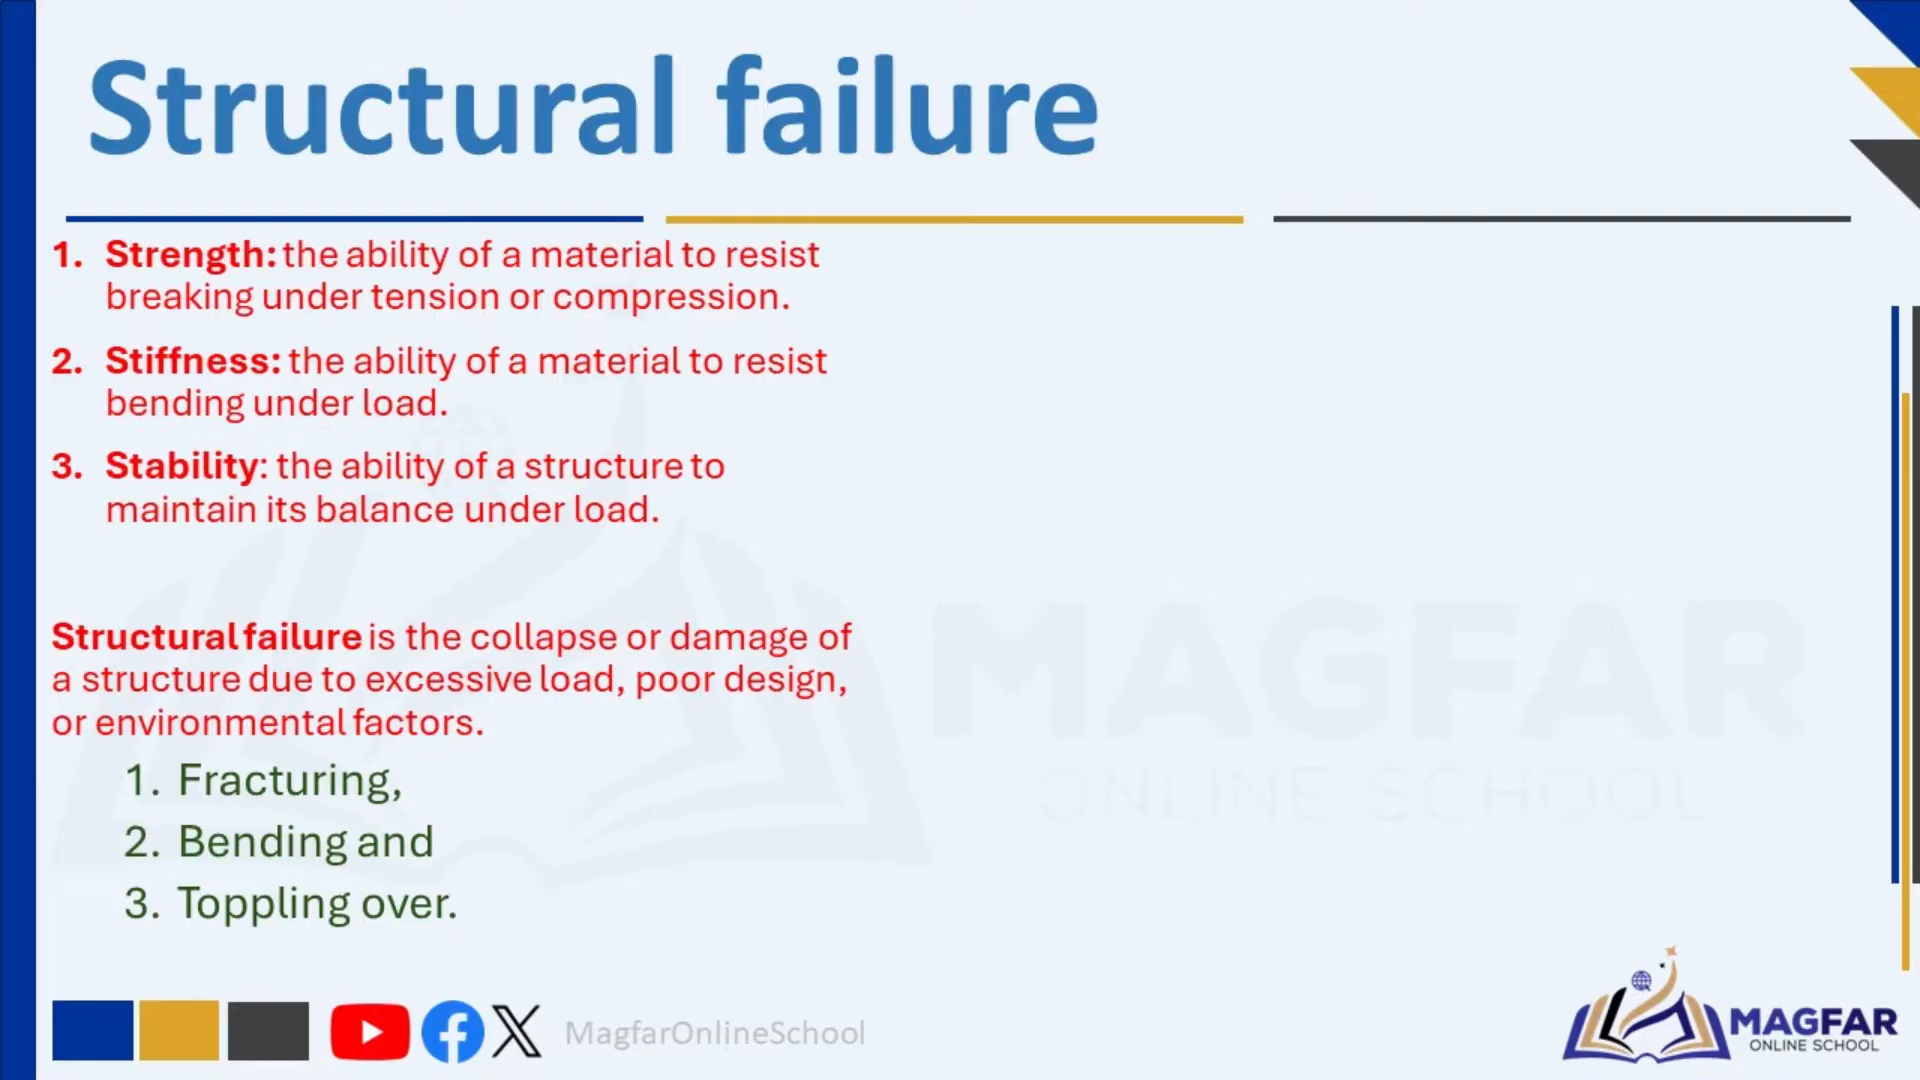 Structural failure
1. Strength: the ability of a material to resist
breaking under tension or compression.
2. Stiffness: the ability of a material to resist
bending under load.
3. Stability: the ability of a structure to
maintain its balance under load.
Structural failure is the collapse or damage of
a structure due to excessive load, poor design,
or environmental factors.
1. Fracturing,
2. Bending and
3. Toppling over.
MAGFAR
ONLINE SCHOOL
MagfarOnlineSchool
MAGFAR
ONLINE SCHOOL